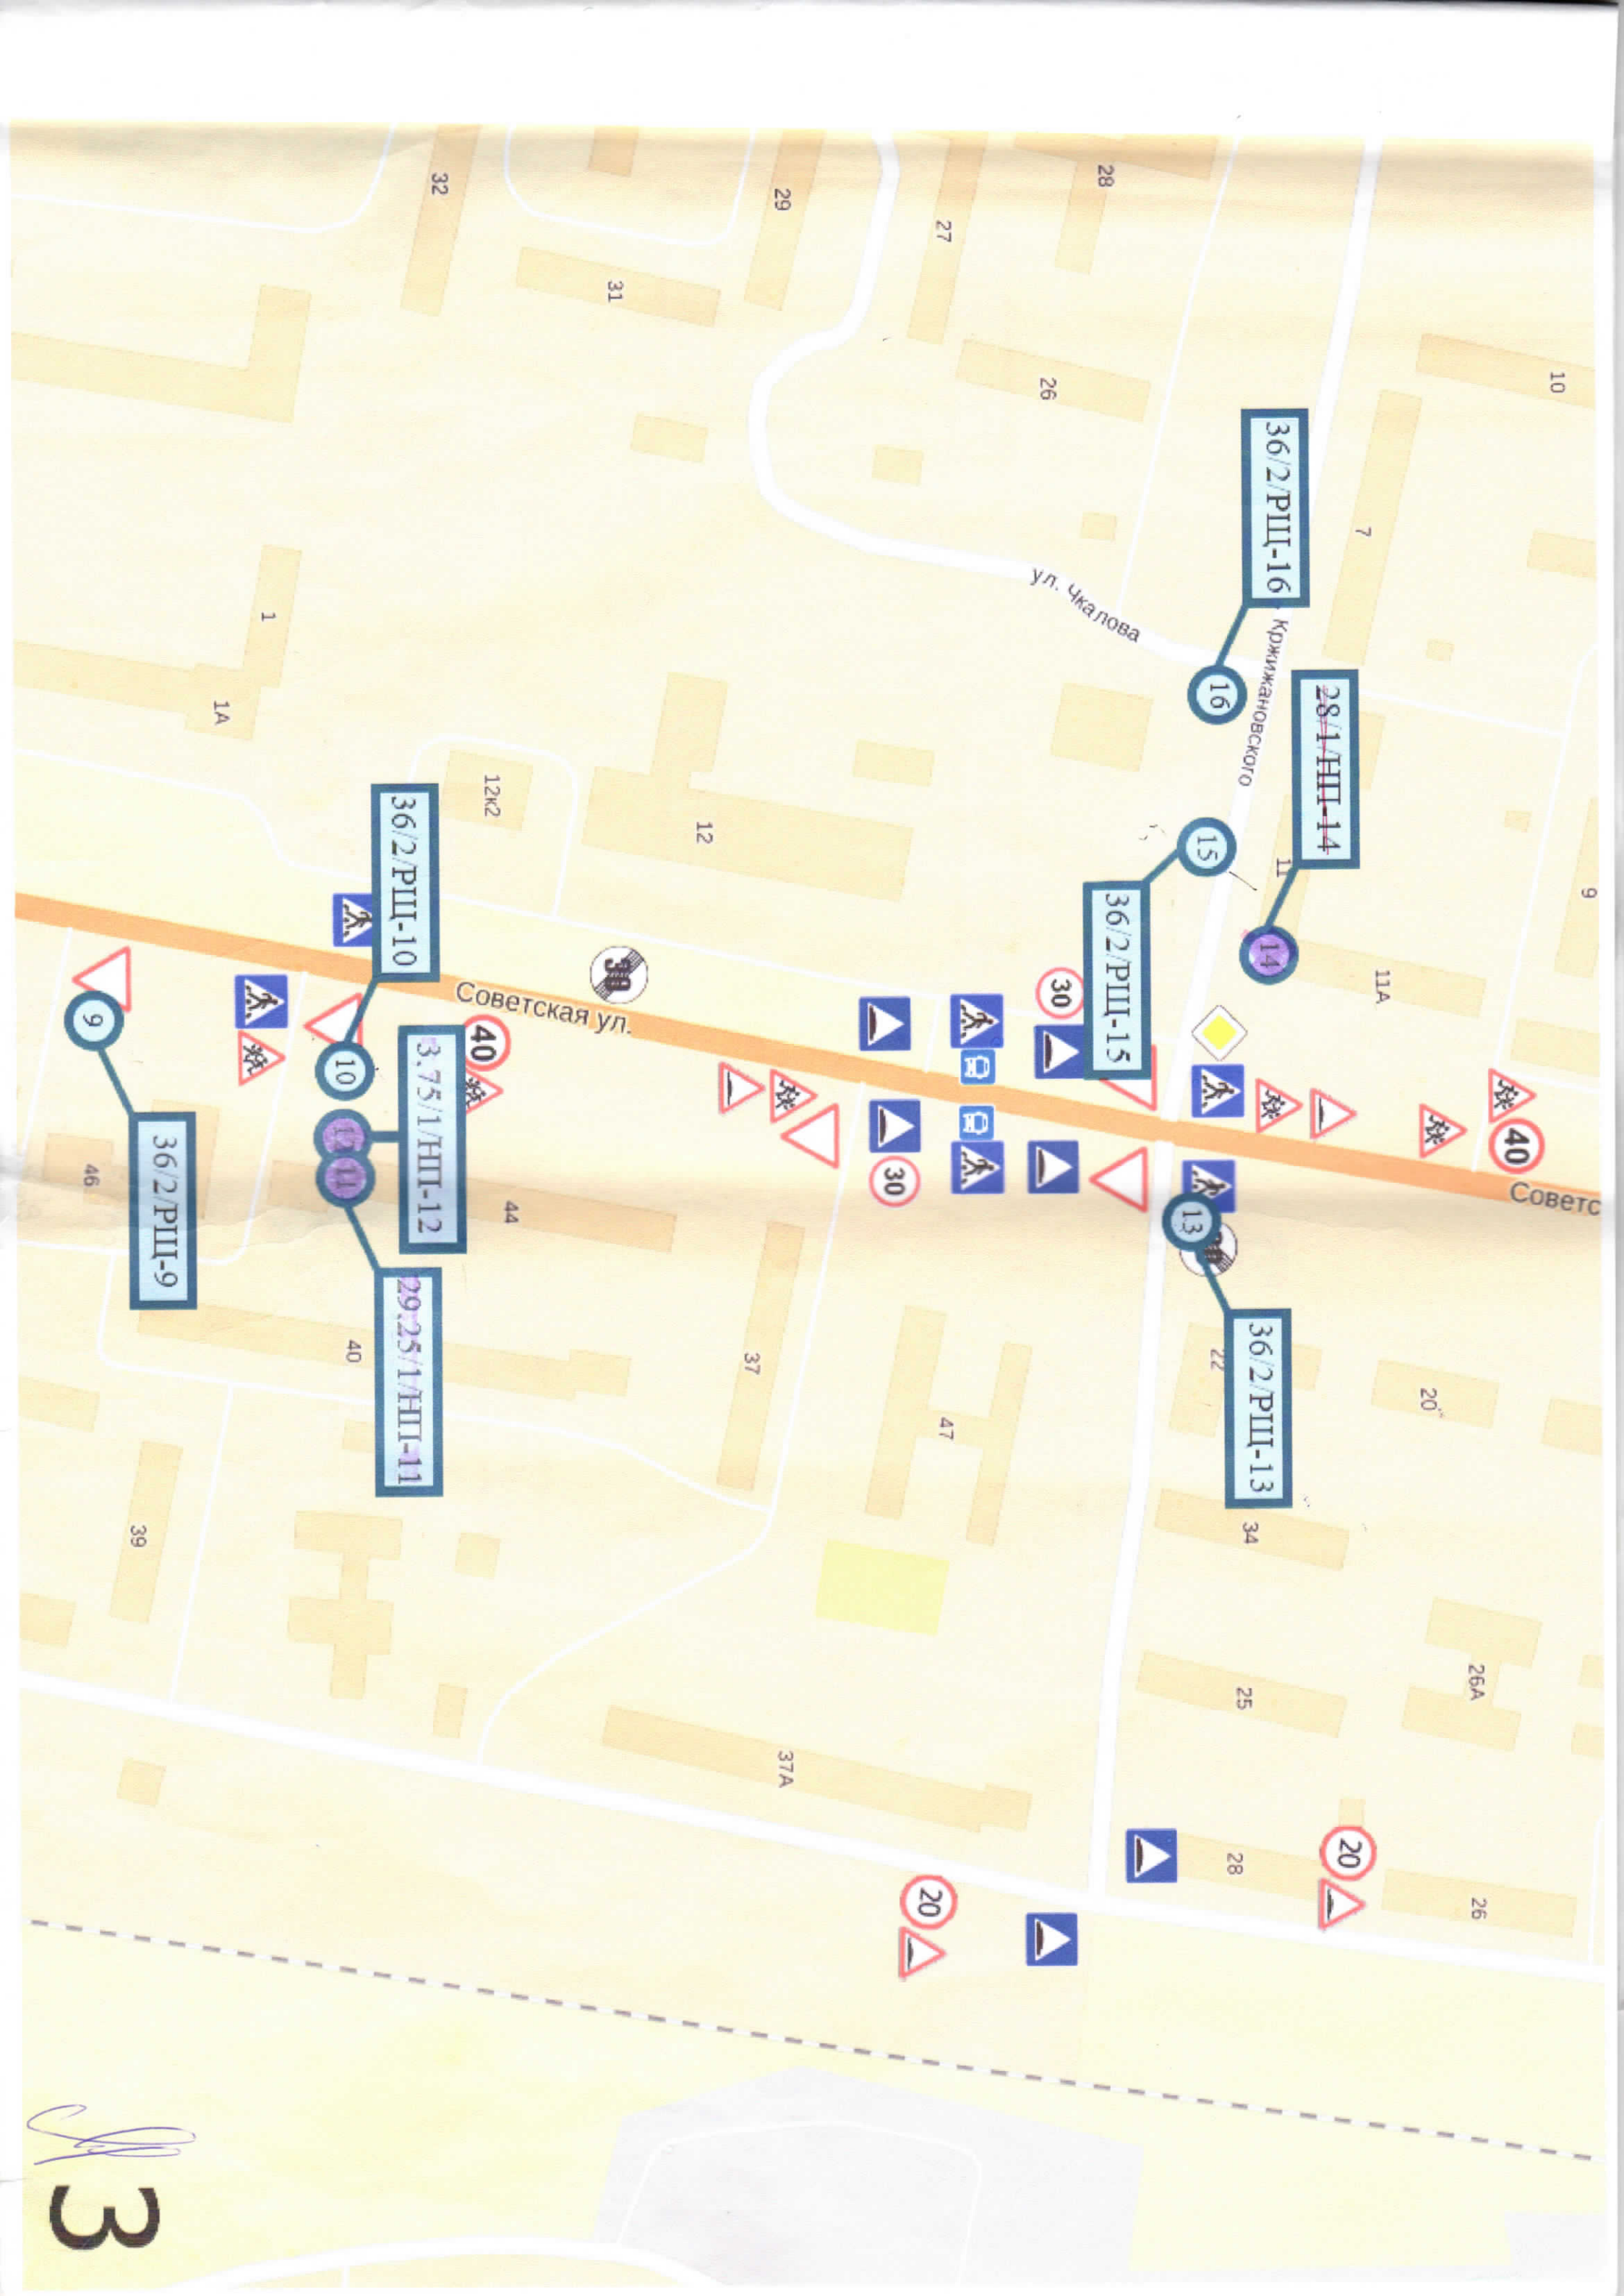 10
9
28
7
11А
11
Советс
40
20
34
26А
26
20
28
25
22
36/2/РЩ-16
28/1/НП-14
36/2/РЩ-13
Кржижановского
16
15
14
13
36/2/РЩ-15
ул. Чкалова
27
26
29
31
32
30
30
47
37
37А
20
12
12к2
Советская ул.
40
36/2/РЩ-10
3,75/1/НП-12
29,25/1/НП-11
44
40
1
1А
10
12
11
9
36/2/РЩ-9
46
39
3